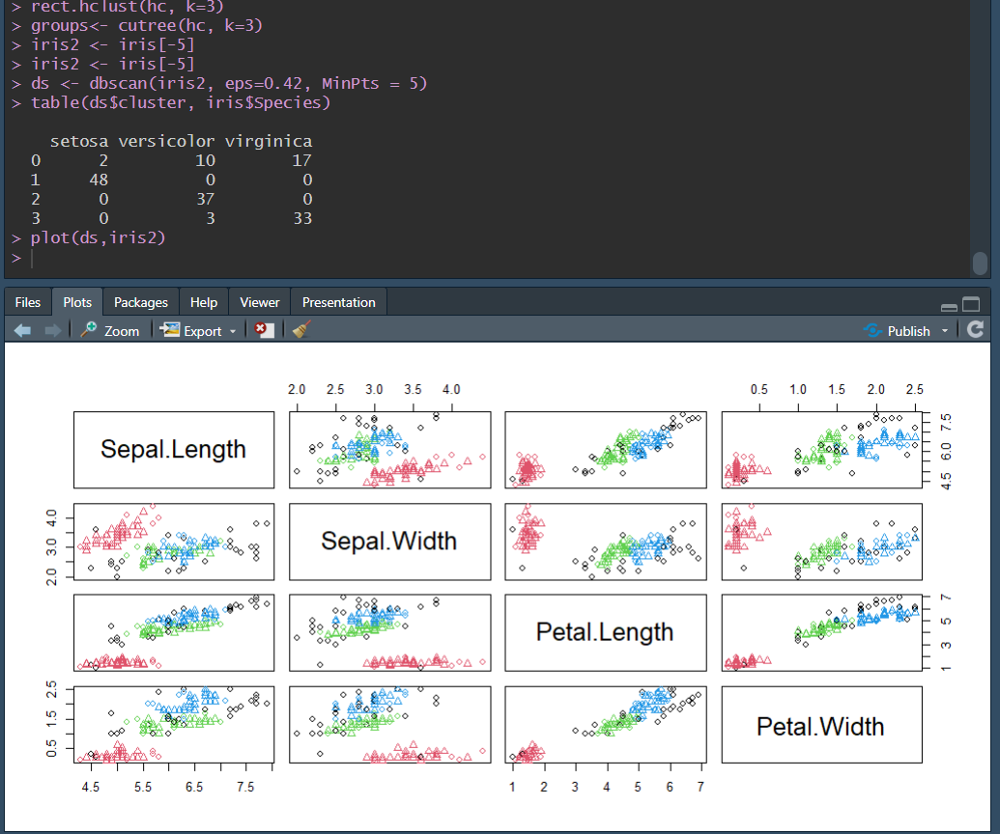 > rect.hclust(hc, k=3)
> groups<- cutree(hc, k=3)
> iris2 <- iris[-5]
> iris2 <- iris[-5]
> ds <- dbscan(iris2, eps=0.42, MinPts = 5)
> table(ds$cluster, iris$Species)
setosa versicolor virginica
0 2 10 17
1 48 0 0
2 0 37 0
3 0 3 33
> plot(ds,iris2)
>
Files Plots Packages Help Viewer Presentation
Zoom Export Publish
2.0 2.5 3.0 3.5 4.0 0.5 1.0 1.5 2.0 2.5
Sepal.Length
4.5 6.0 7.5
2.0 3.0 4.0
Sepal.Width
Petal.Length
1 3 5 7
0.5 1.5 2.5
Petal.Width
4.5 5.5 6.5 7.5 1 2 3 4 5 6 7